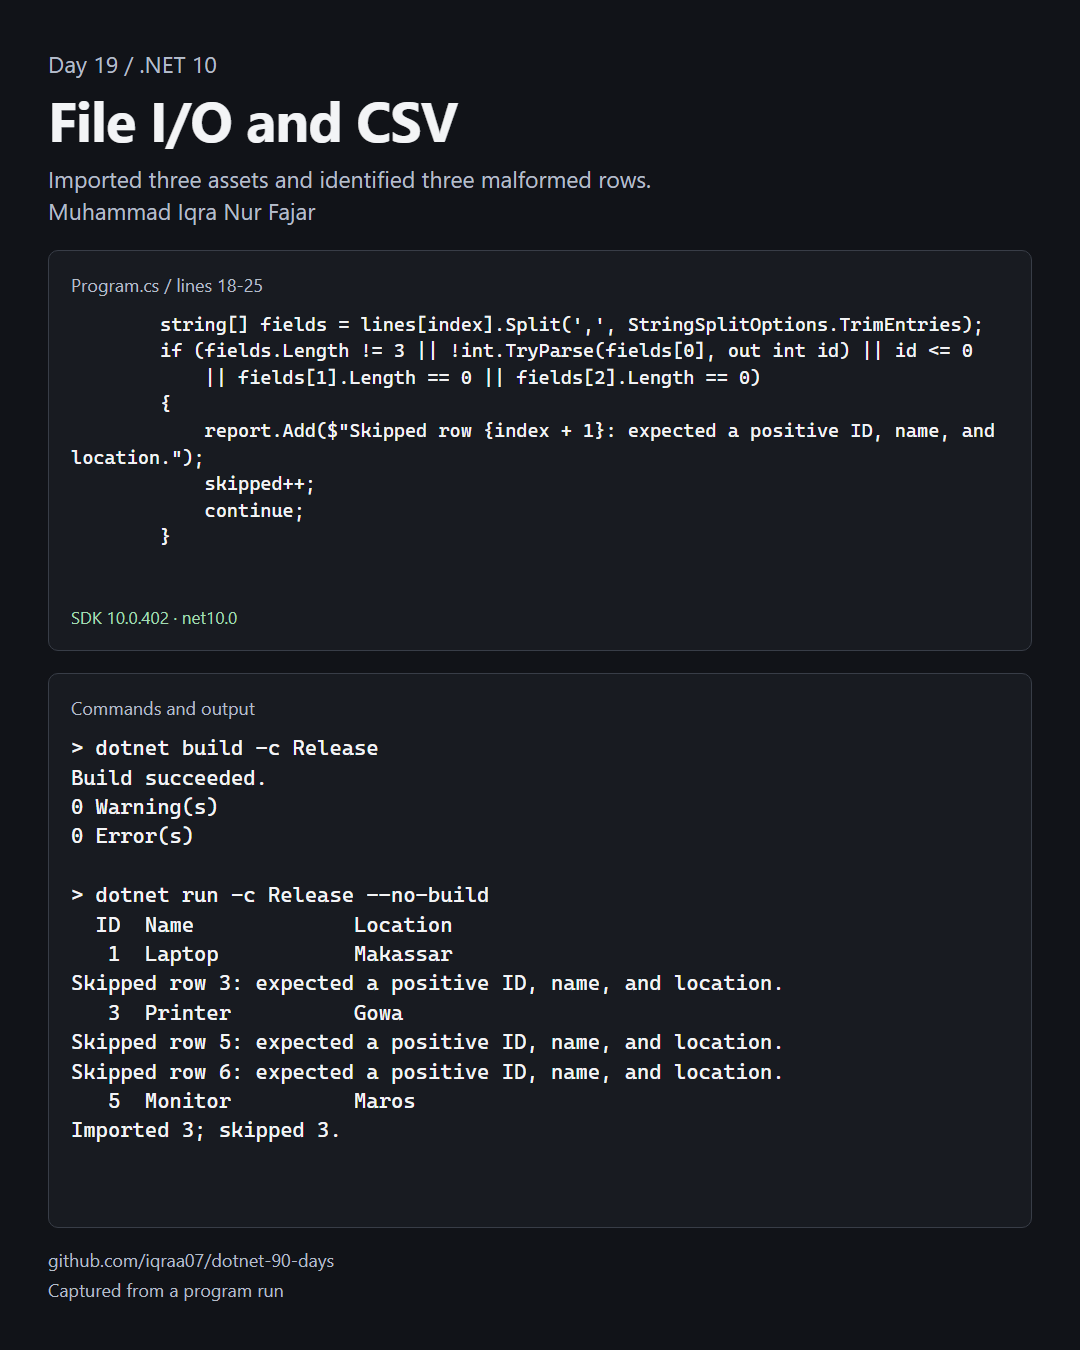 Day 19 / .NET 10
File I/O and CSV
Imported three assets and identified three malformed rows.
Muhammad Iqra Nur Fajar
Program.cs / lines 18-25
        string[] fields = lines[index].Split(',', StringSplitOptions.TrimEntries);
        if (fields.Length != 3 || !int.TryParse(fields[0], out int id) || id <= 0
            || fields[1].Length == 0 || fields[2].Length == 0)
        {
            report.Add($"Skipped row {index + 1}: expected a positive ID, name, and
location.");
            skipped++;
            continue;
        }
SDK 10.0.402 · net10.0
Commands and output
> dotnet build -c Release
Build succeeded.
0 Warning(s)
0 Error(s)
> dotnet run -c Release --no-build
  ID  Name             Location
   1  Laptop           Makassar
Skipped row 3: expected a positive ID, name, and location.
   3  Printer          Gowa
Skipped row 5: expected a positive ID, name, and location.
Skipped row 6: expected a positive ID, name, and location.
   5  Monitor          Maros
Imported 3; skipped 3.
github.com/iqraa07/dotnet-90-days
Captured from a program run